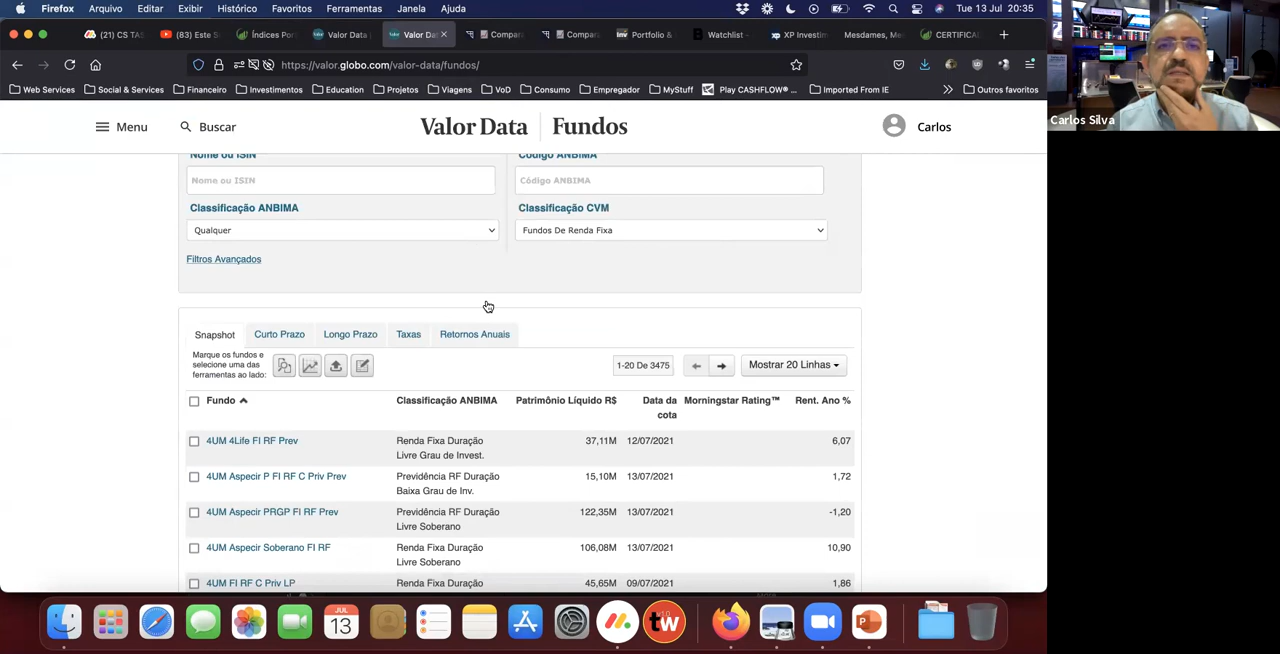 Firefox Arquivo Editar Exibir Histórico Favoritos Ferramentas Janela Ajuda Tue 13 Jul 20:35
(21) CS TAS (83) Este S Índices Por Valor Data | Valor Da Compar Compar Portfolio & Watchlist - XP Investim Mesdames, Me CERTIFICA
https://valor.globo.com/valor-data/fundos/
Web Services Social & Services Financeiro Investimentos Education Projetos Viagens VoD Consumo Empregador MyStuff Play CASHFLOW®... Imported From IE Outros favoritos
Menu Buscar Valor Data Fundos Carlos
Carlos Silva
Nome ou ISIN Código ANBIMA
Nome ou ISIN Código ANBIMA
Classificação ANBIMA Classificação CVM
Qualquer Fundos De Renda Fixa
Filtros Avançados
Snapshot Curto Prazo Longo Prazo Taxas Retornos Anuais
Marque os fundos e
selecione uma das
ferramentas ao lado:
1-20 De 3475 Mostrar 20 Linhas
Fundo Classificação ANBIMA Patrimônio Líquido R$ Data da Morningstar Rating™ Rent. Ano %
cota
4UM 4Life FI RF Prev Renda Fixa Duração 37,11M 12/07/2021 6,07
Livre Grau de Invest.
4UM Aspecir P FI RF C Priv Prev Previdência RF Duração 15,10M 13/07/2021 1,72
Baixa Grau de Inv.
4UM Aspecir PRGP FI RF Prev Previdência RF Duração 122,35M 13/07/2021 -1,20
Livre Soberano
4UM Aspecir Soberano FI RF Renda Fixa Duração 106,08M 13/07/2021 10,90
Livre Soberano
4UM FI RF C Priv LP Renda Fixa Duração 45,65M 09/07/2021 1,86
JUL
13
v10
tw